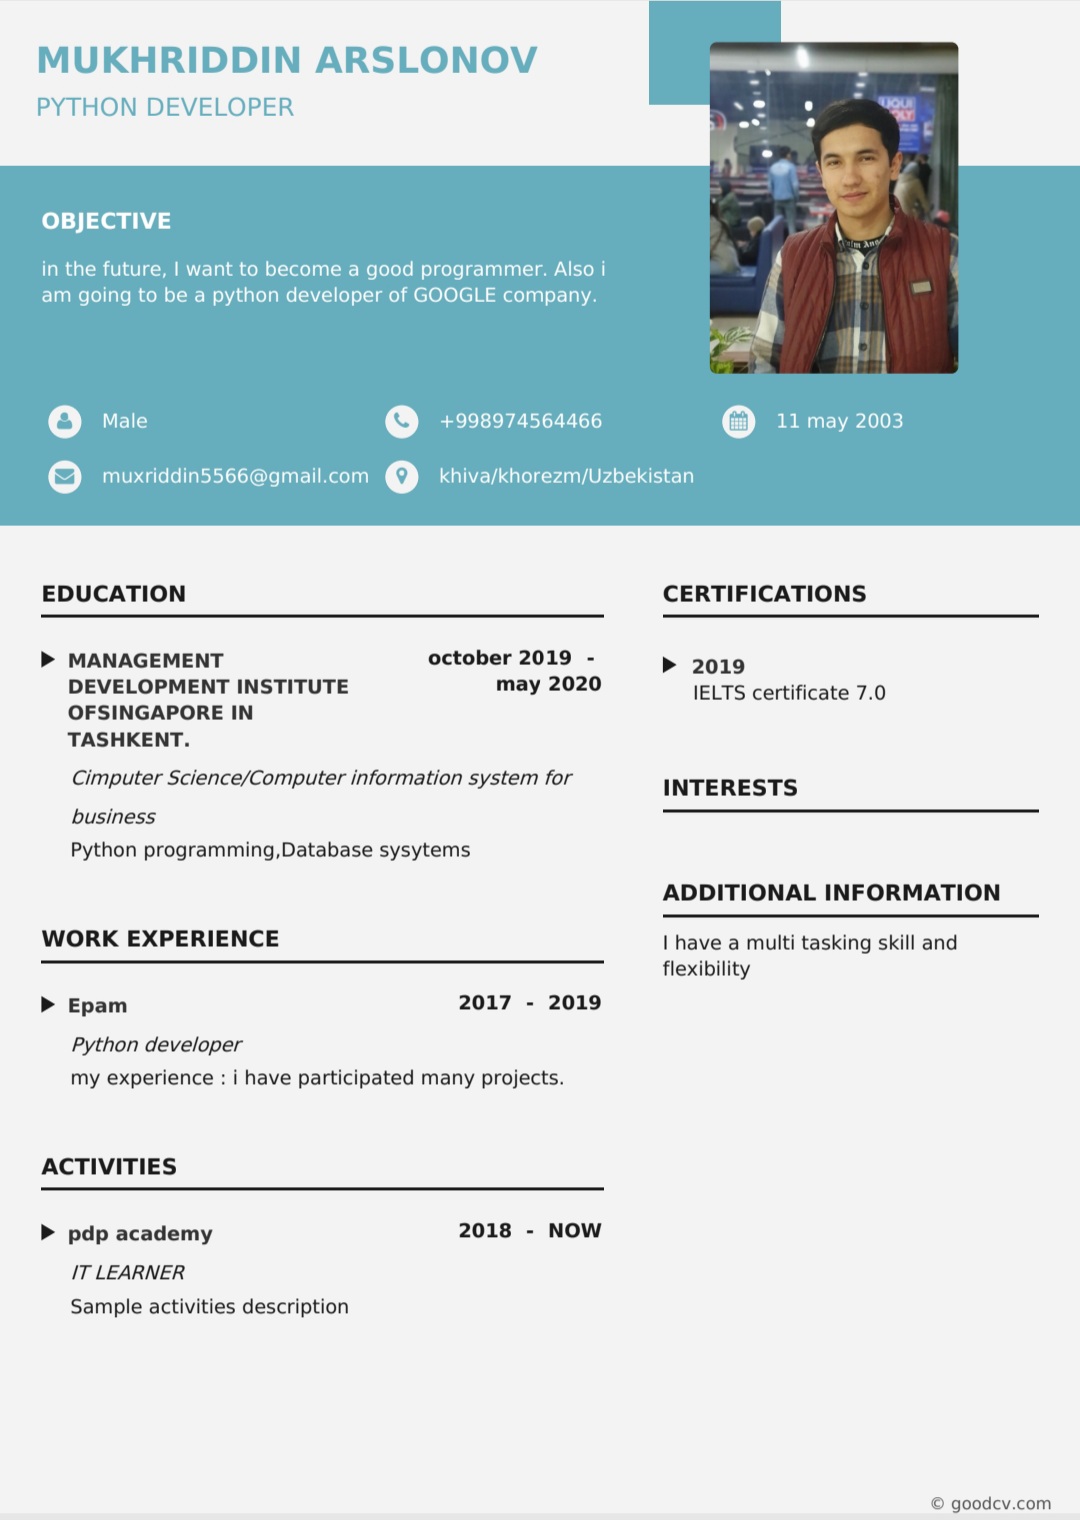 MUKHRIDDIN ARSLONOV
PYTHON DEVELOPER
LIQUI
MOLY
OBJECTIVE
in the future, I want to become a good programmer. Also i
am going to be a python developer of GOOGLE company.
Male
+998974564466
11 may 2003
muxriddin5566@gmail.com
khiva/khorezm/Uzbekistan
EDUCATION
MANAGEMENT
DEVELOPMENT INSTITUTE
OFSINGAPORE IN
TASHKENT.
october 2019 -
may 2020
Cimputer Science/Computer information system for
business
Python programming,Database sysytems
WORK EXPERIENCE
Epam
2017 - 2019
Python developer
my experience : i have participated many projects.
ACTIVITIES
pdp academy
2018 - NOW
IT LEARNER
Sample activities description
CERTIFICATIONS
2019
IELTS certificate 7.0
INTERESTS
ADDITIONAL INFORMATION
I have a multi tasking skill and
flexibility
© goodcv.com